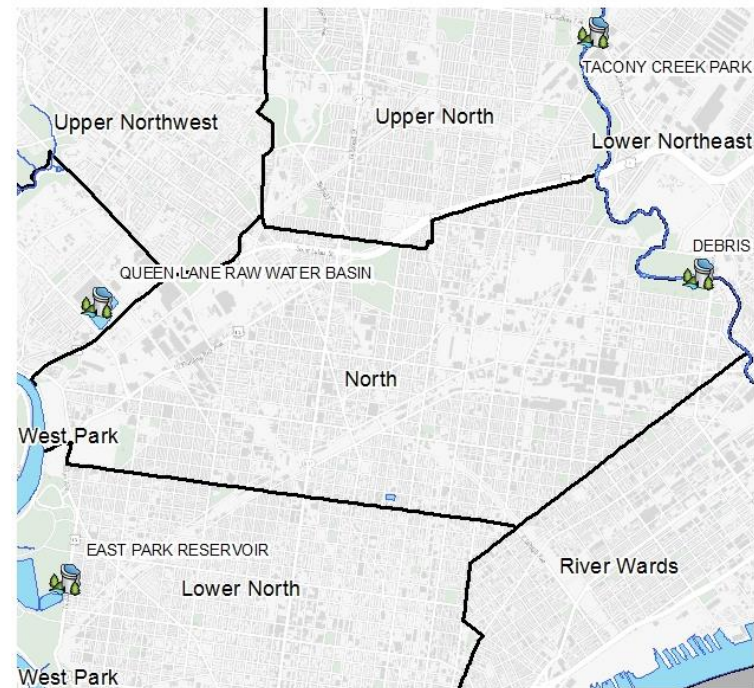 TACONY CREEK PARK
Upper Northwest
Upper North
Lower Northeast
DEBRIS
QUEEN LANE RAW WATER BASIN
North
West Park
EAST PARK RESERVOIR
River Wards
Lower North
West Park